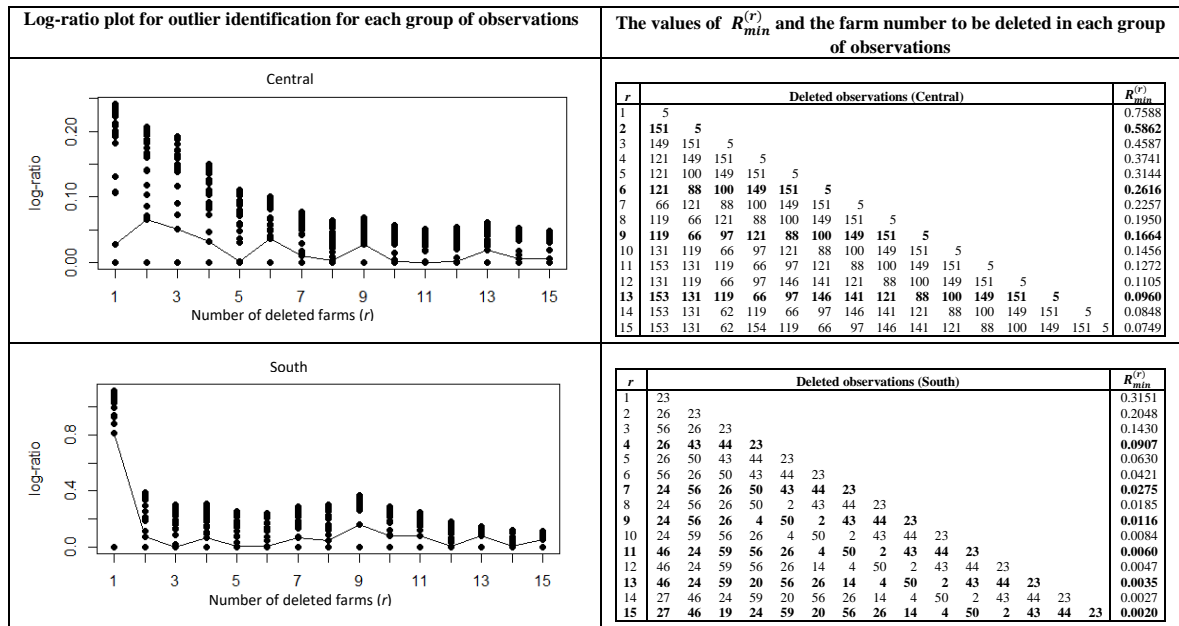 Log-ratio plot for outlier identification for each group of observations
The values of R_min^(r) and the farm number to be deleted in each group
of observations
Central
log-ratio
0.20
0.10
0.00
1 3 5 7 9 11 13 15
Number of deleted farms (r)
r Deleted observations (Central) R_min^(r)
1 5 0.7588
2 151 5 0.5862
3 149 151 5 0.4587
4 121 149 151 5 0.3741
5 121 100 149 151 5 0.3144
6 121 88 100 149 151 5 0.2616
7 66 121 88 100 149 151 5 0.2257
8 119 66 121 88 100 149 151 5 0.1950
9 119 66 97 121 88 100 149 151 5 0.1664
10 131 119 66 97 121 88 100 149 151 5 0.1456
11 153 131 119 66 97 121 88 100 149 151 5 0.1272
12 131 119 66 97 146 141 121 88 100 149 151 5 0.1105
13 153 131 119 66 97 146 141 121 88 100 149 151 5 0.0960
14 153 131 62 119 66 97 146 141 121 88 100 149 151 5 0.0848
15 153 131 62 154 119 66 97 146 141 121 88 100 149 151 5 0.0749
South
log-ratio
0.8
0.4
0.0
1 3 5 7 9 11 13 15
Number of deleted farms (r)
r Deleted observations (South) R_min^(r)
1 23 0.3151
2 26 23 0.2048
3 56 26 23 0.1430
4 26 43 44 23 0.0907
5 26 50 43 44 23 0.0630
6 56 26 50 43 44 23 0.0421
7 24 56 26 50 43 44 23 0.0275
8 24 56 26 50 2 43 44 23 0.0185
9 24 56 26 4 50 2 43 44 23 0.0116
10 24 59 56 26 4 50 2 43 44 23 0.0084
11 46 24 59 56 26 4 50 2 43 44 23 0.0060
12 46 24 59 56 26 14 4 50 2 43 44 23 0.0047
13 46 24 59 20 56 26 14 4 50 2 43 44 23 0.0035
14 27 46 24 59 20 56 26 14 4 50 2 43 44 23 0.0027
15 27 46 19 24 59 20 56 26 14 4 50 2 43 44 23 0.0020